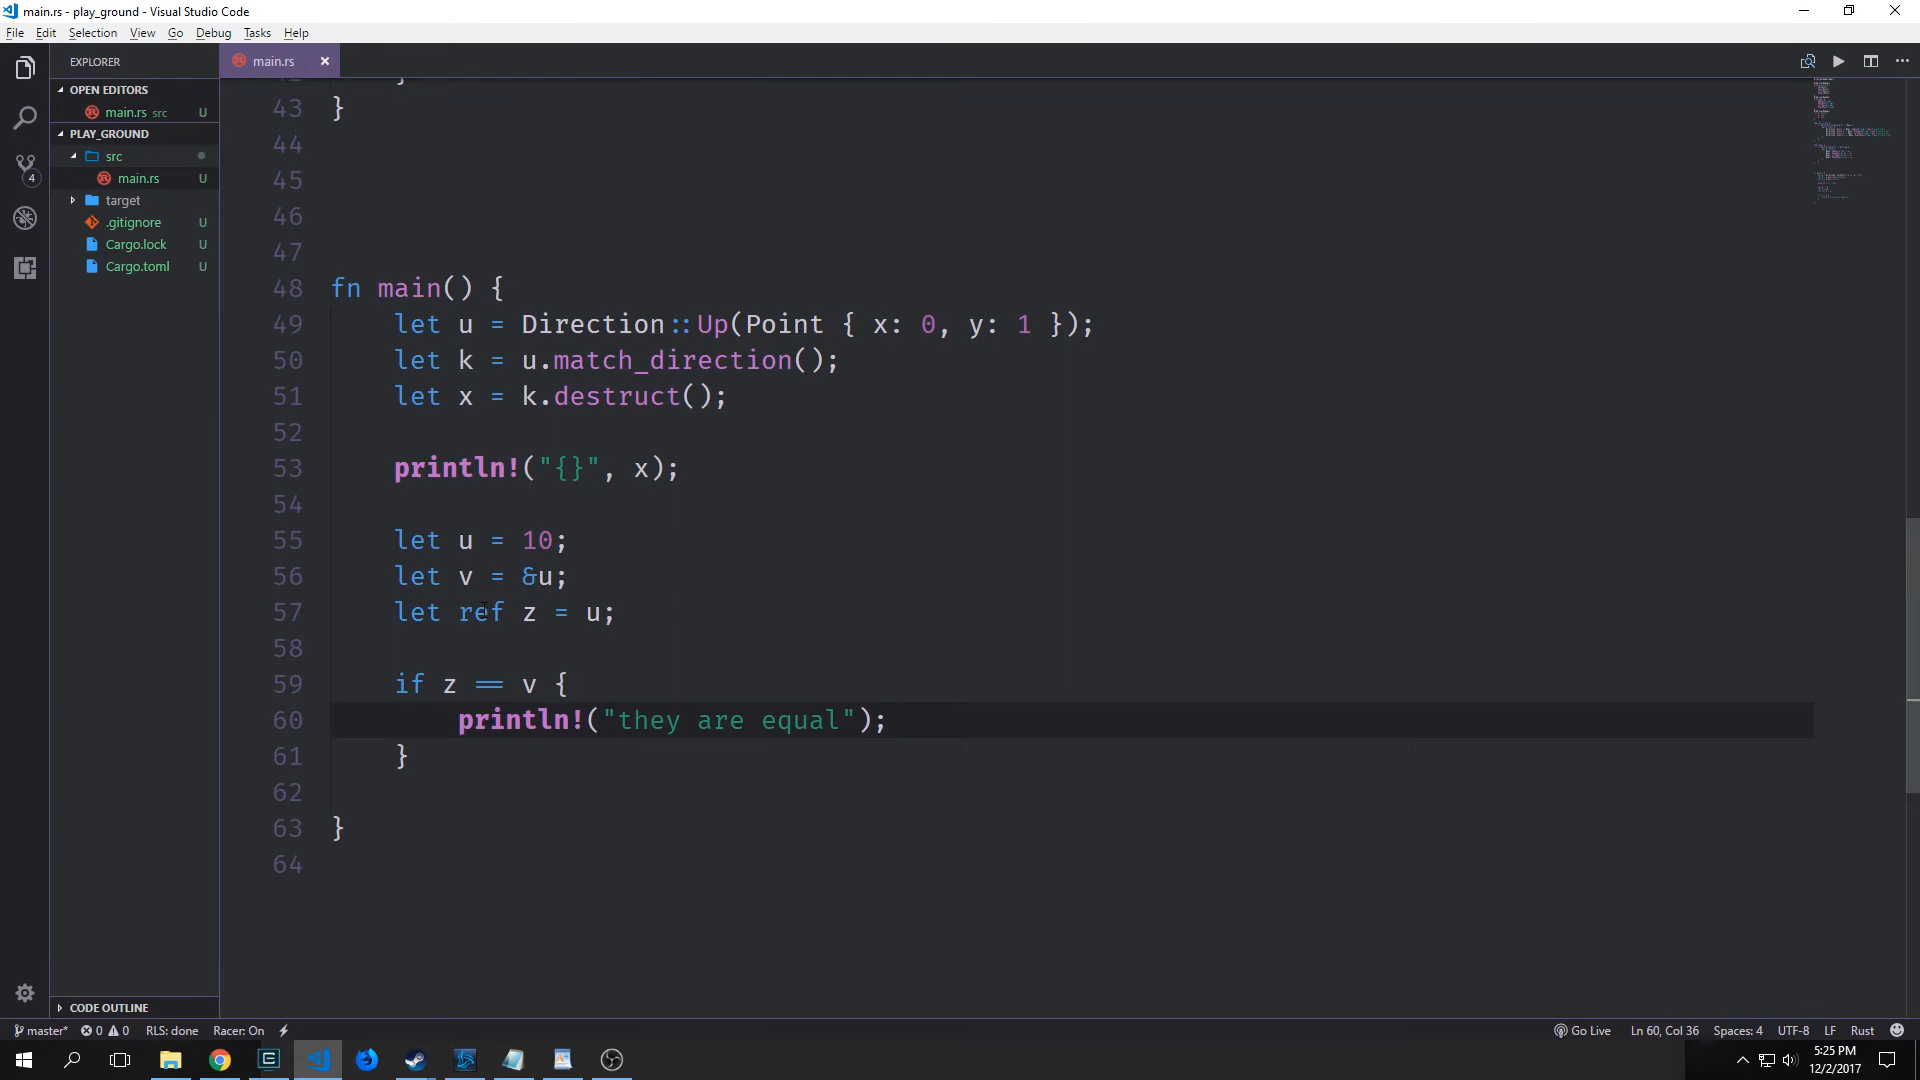 main.rs - play_ground - Visual Studio Code
File Edit Selection View Go Debug Tasks Help
EXPLORER
main.rs
OPEN EDITORS
main.rs src U
PLAY_GROUND
src
main.rs U
target
.gitignore U
Cargo.lock U
Cargo.toml U
4
43 }
44
45
46
47
48 fn main() {
49 let u = Direction::Up(Point { x: 0, y: 1 });
50 let k = u.match_direction();
51 let x = k.destruct();
52
53 println!("{}", x);
54
55 let u = 10;
56 let v = &u;
57 let ref z = u;
58
59 if z == v {
60 println!("they are equal");
61 }
62
63 }
64
CODE OUTLINE
master* 0 0 RLS: done Racer: On Go Live Ln 60, Col 36 Spaces: 4 UTF-8 LF Rust
5:25 PM
12/2/2017